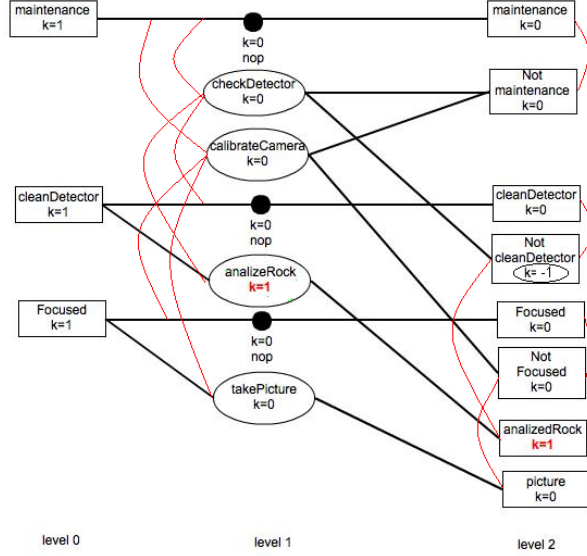 maintenance
k=1
k=0
nop
maintenance
k=0
checkDetector
k=0
Not
maintenance
k=0
calibrateCamera
k=0
cleanDetector
k=1
k=0
nop
cleanDetector
k=0
Not
cleanDetector
k= -1
analizeRock
k=1
Focused
k=1
k=0
nop
Focused
k=0
Not
Focused
k=0
takePicture
k=0
analizedRock
k=1
picture
k=0
level 0
level 1
level 2